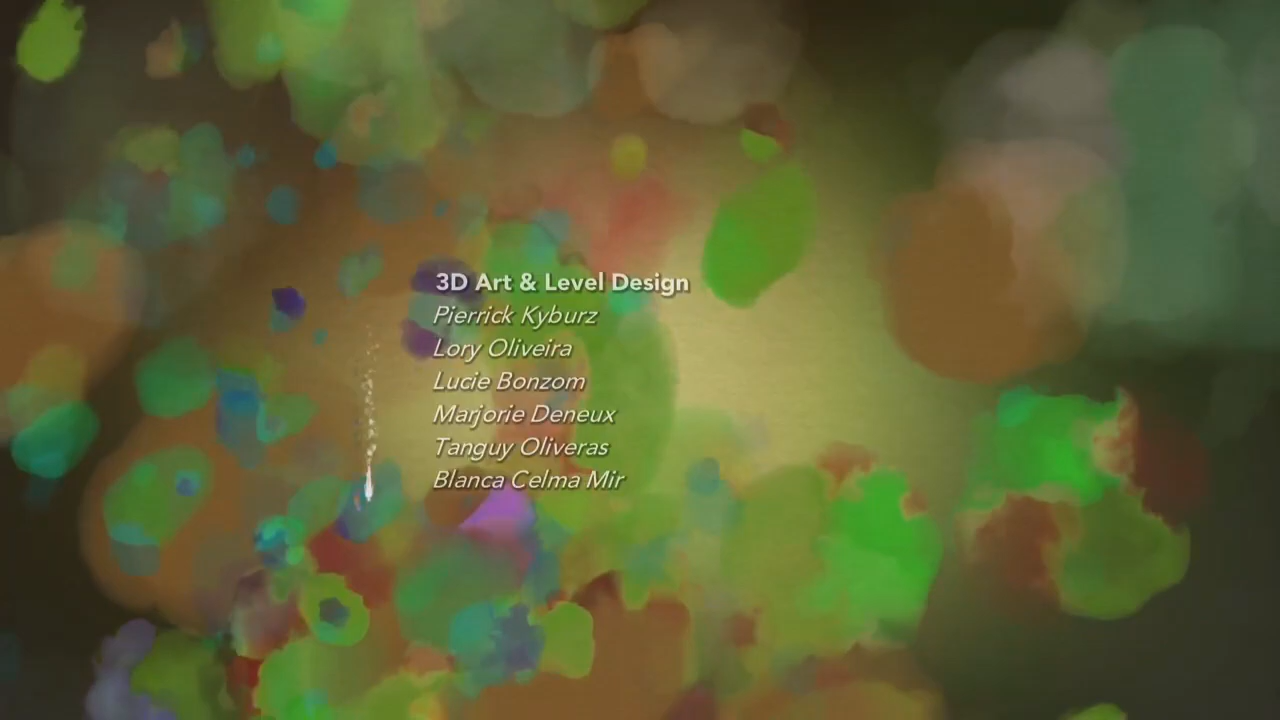 3D Art & Level Design
Pierrick Kyburz
Lory Oliveira
Lucie Bonzom
Marjorie Deneux
Tanguy Oliveras
Blanca Celma Mir